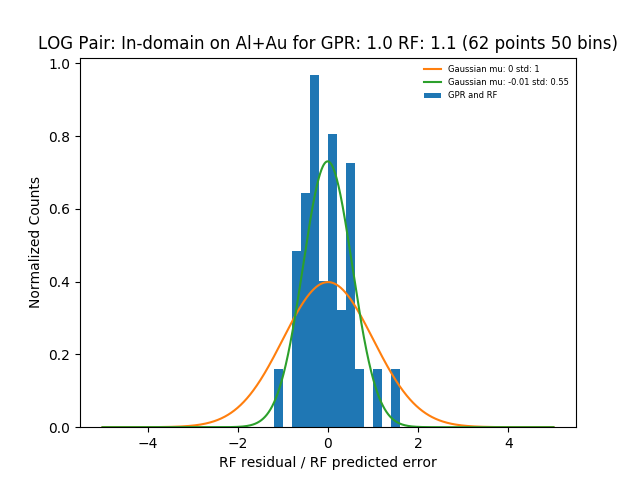 LOG Pair: In-domain on Al+Au for GPR: 1.0 RF: 1.1 (62 points 50 bins)
Gaussian mu: 0 std: 1
Gaussian mu: -0.01 std: 0.55
GPR and RF
Normalized Counts
1.0
0.8
0.6
0.4
0.2
0.0
−4 −2 0 2 4
RF residual / RF predicted error